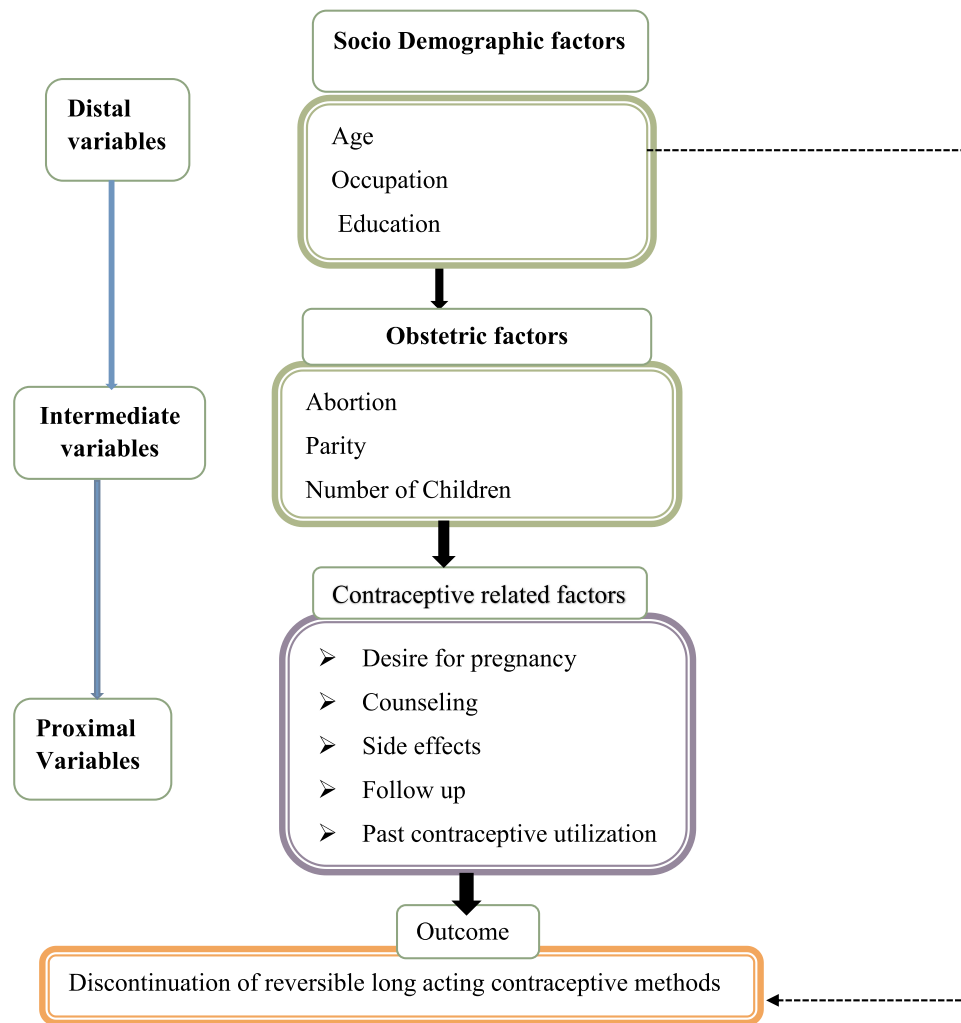 Socio Demographic factors
Distal
variables
Age
Occupation
Education
Obstetric factors
Intermediate
variables
Abortion
Parity
Number of Children
Contraceptive related factors
Proximal
Variables
➢ Desire for pregnancy
➢ Counseling
➢ Side effects
➢ Follow up
➢ Past contraceptive utilization
Outcome
Discontinuation of reversible long acting contraceptive methods